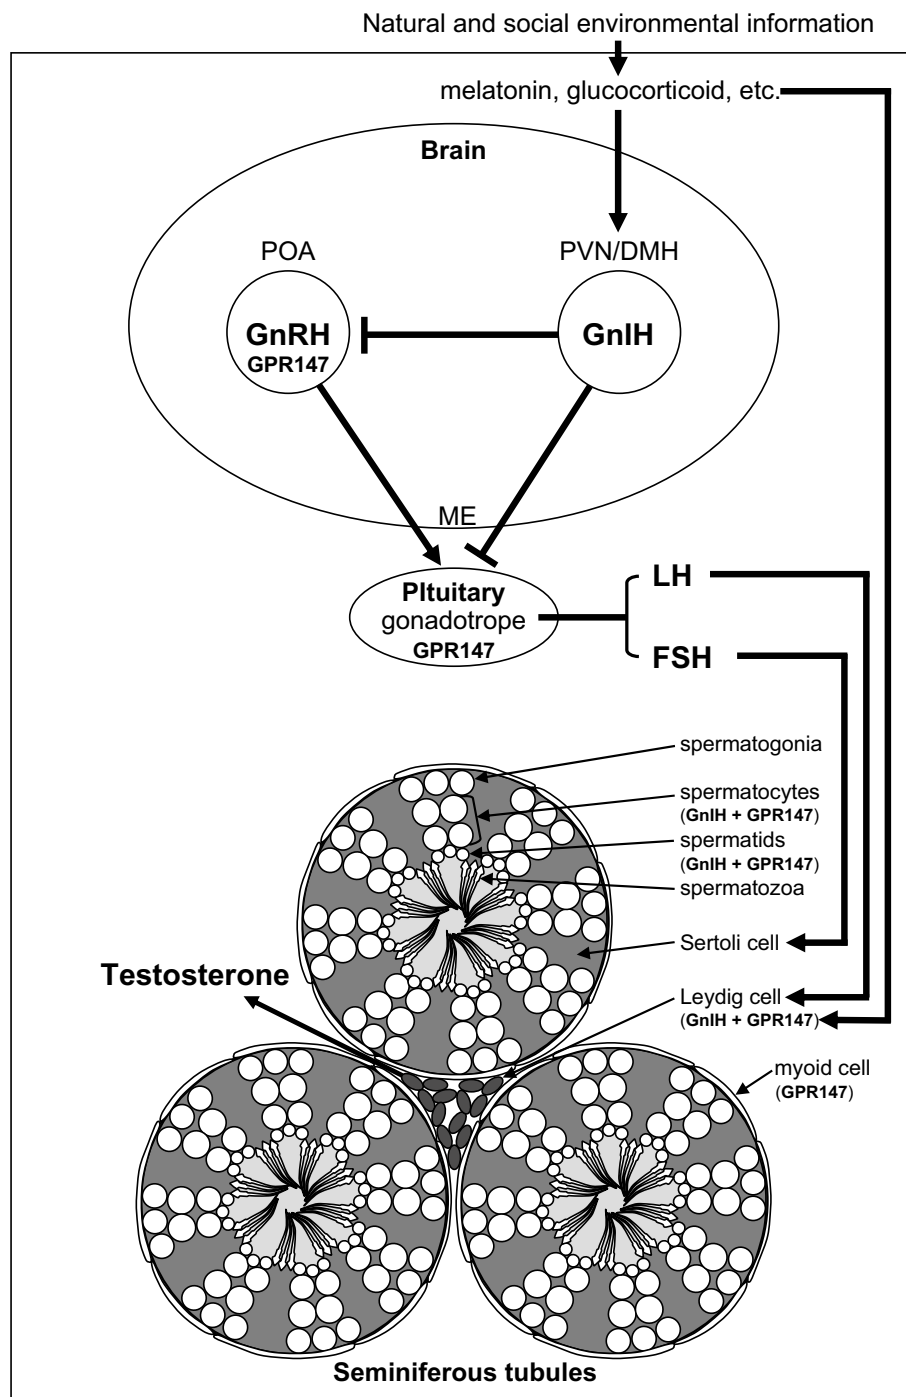 Natural and social environmental information
melatonin, glucocorticoid, etc.
Brain
POA
PVN/DMH
GnRH
GPR147
GnIH
ME
PItuitary
gonadotrope
GPR147
LH
FSH
spermatogonia
spermatocytes
(GnIH + GPR147)
spermatids
(GnIH + GPR147)
spermatozoa
Sertoli cell
Testosterone
Leydig cell
(GnIH + GPR147)
myoid cell
(GPR147)
Seminiferous tubules